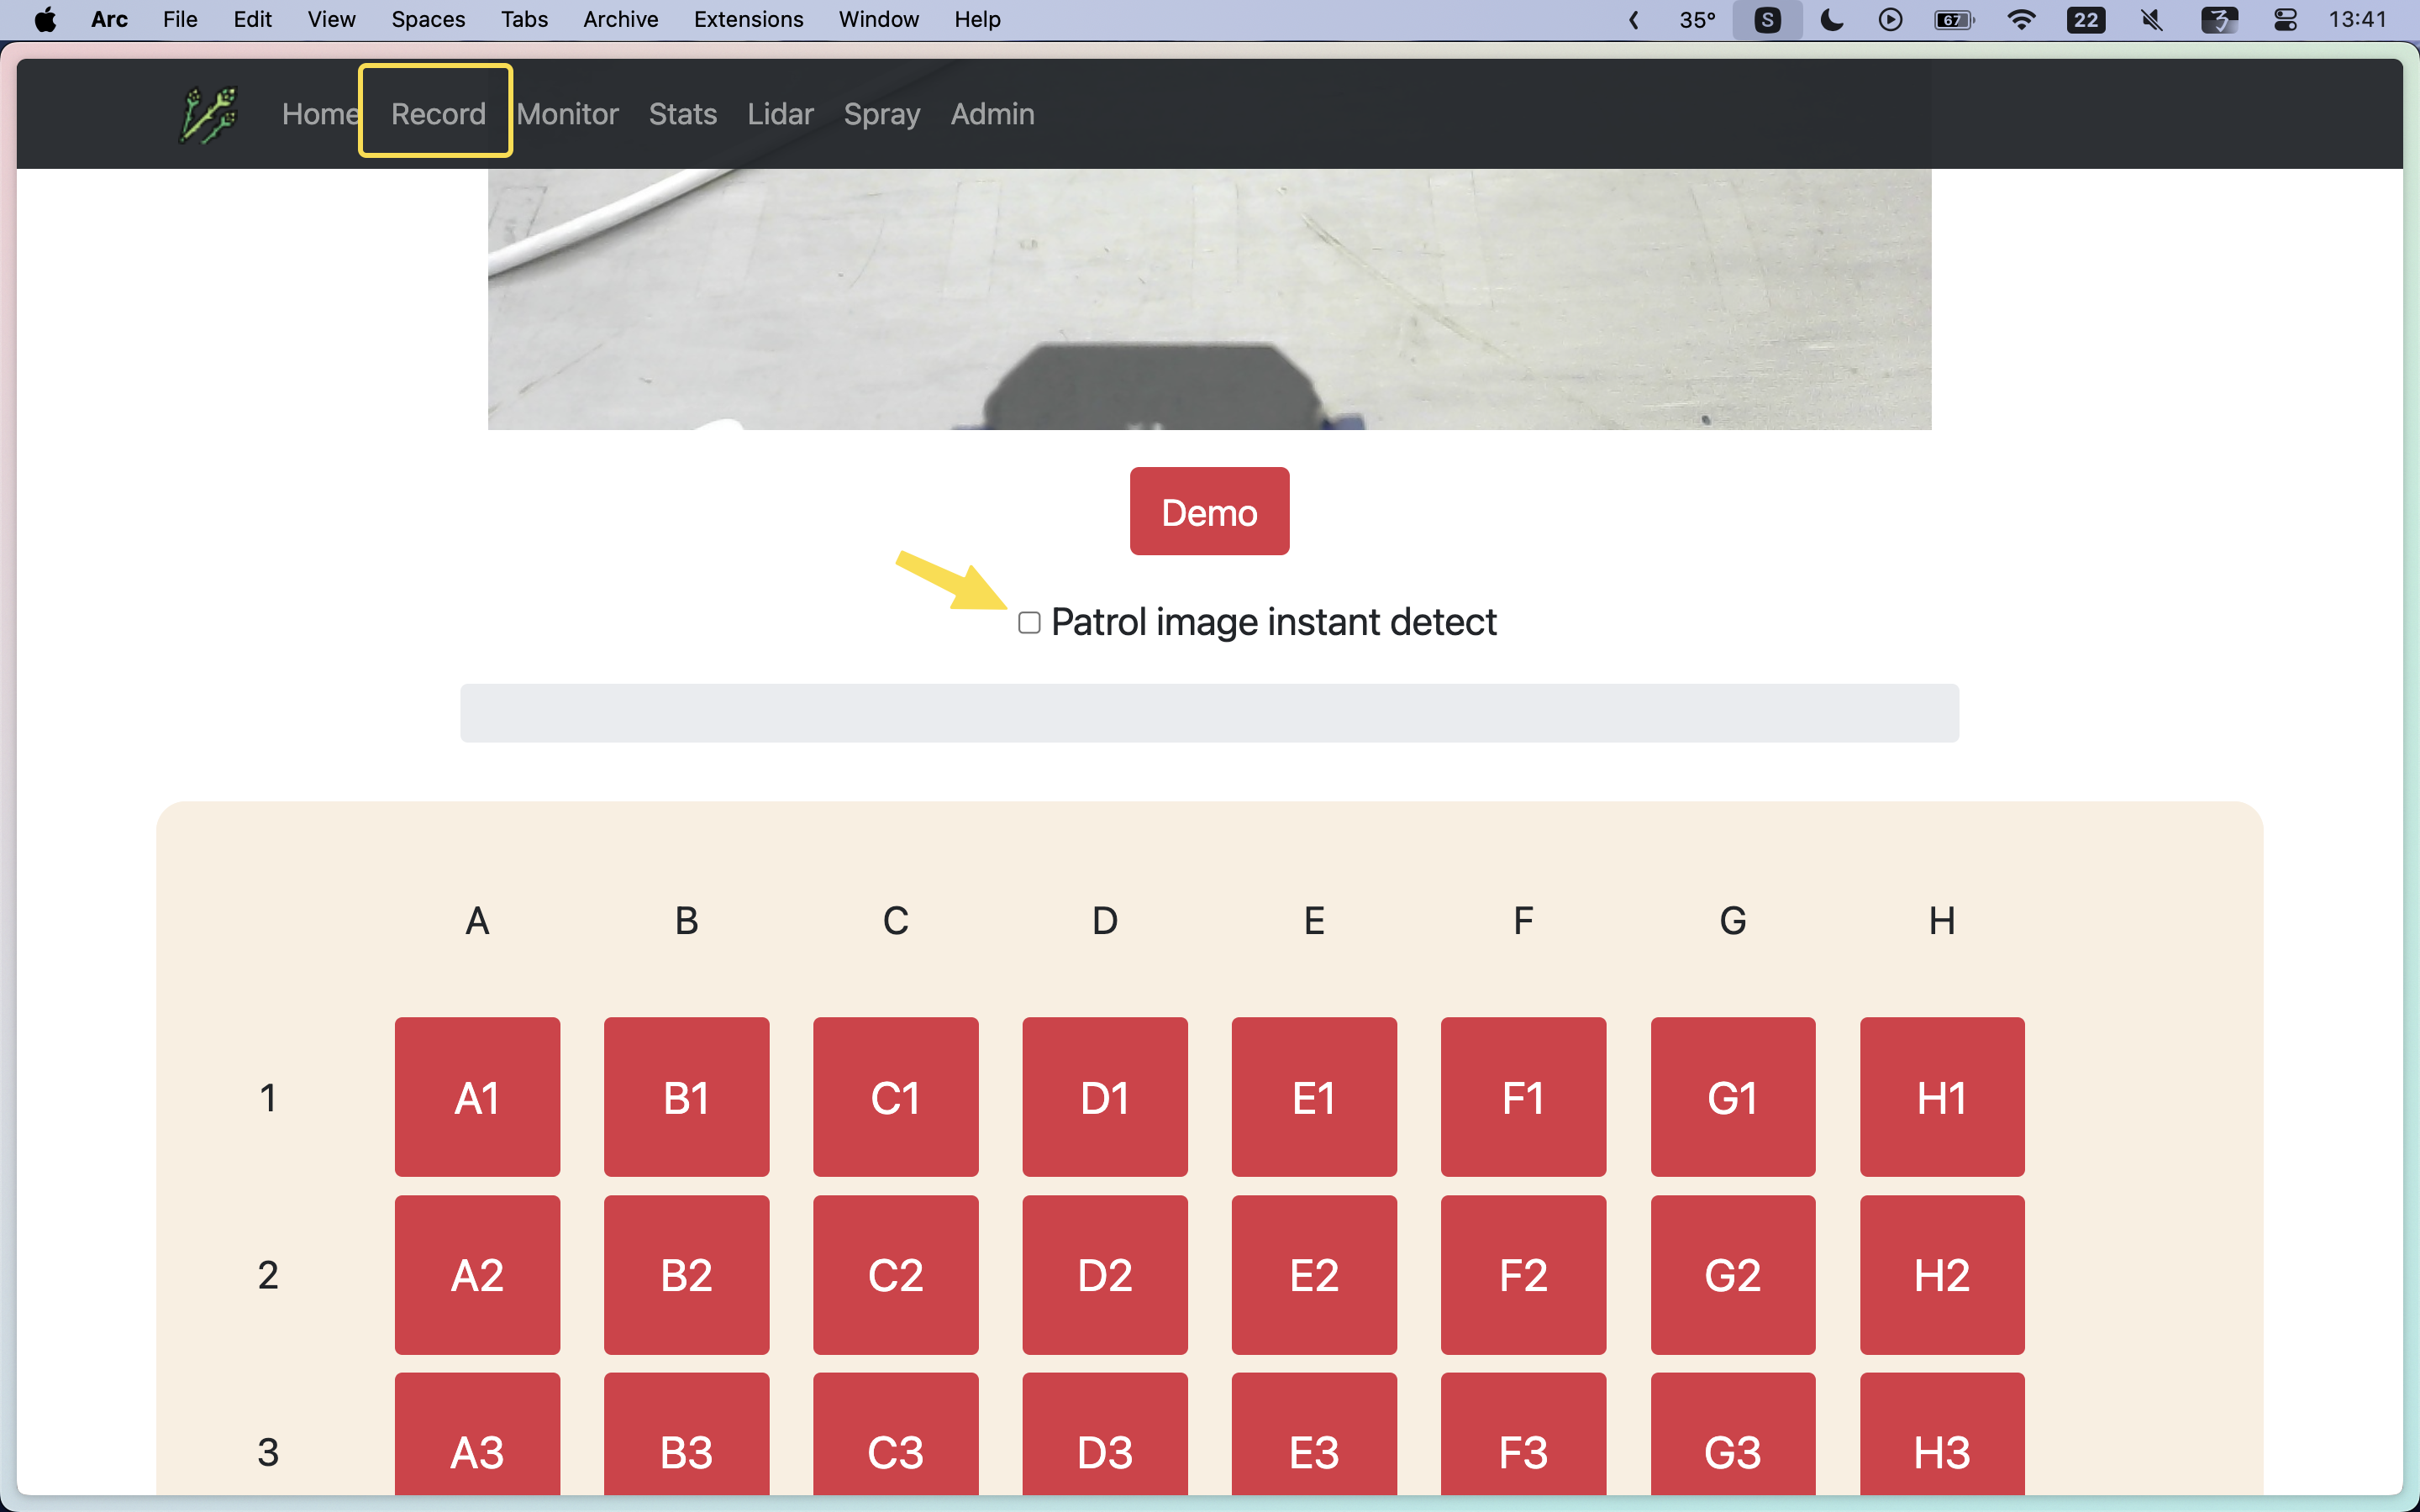 Arc File Edit View Spaces Tabs Archive Extensions Window Help 35° S 67 22 13:41
Home Record Monitor Stats Lidar Spray Admin
Demo
Patrol image instant detect
A B C D E F G H
1 A1 B1 C1 D1 E1 F1 G1 H1
2 A2 B2 C2 D2 E2 F2 G2 H2
3 A3 B3 C3 D3 E3 F3 G3 H3